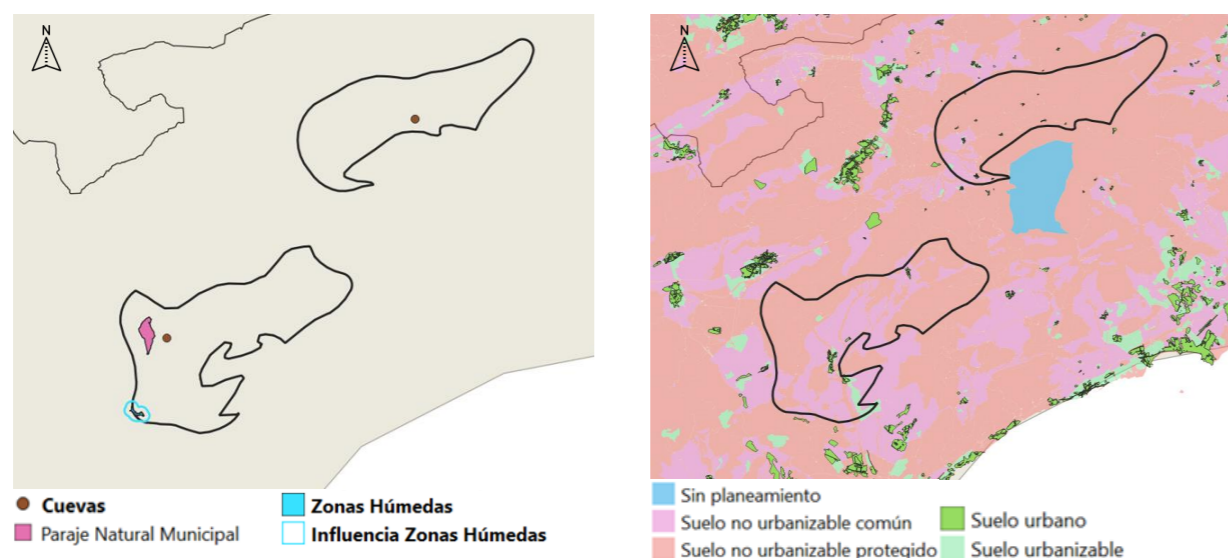 N
N
Cuevas
Zonas Húmedas
Paraje Natural Municipal
Influencia Zonas Húmedas
Sin planeamiento
Suelo no urbanizable común
Suelo urbano
Suelo no urbanizable protegido
Suelo urbanizable